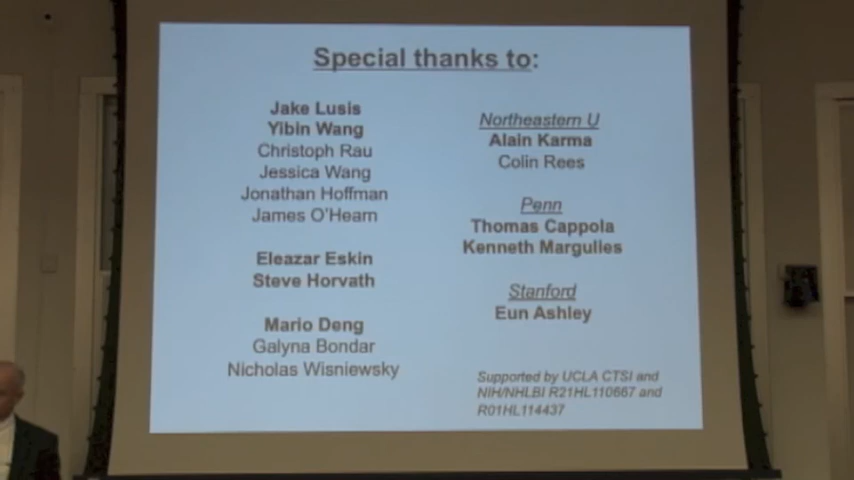 Special thanks to:
Jake Lusis
Yibin Wang
Christoph Rau
Jessica Wang
Jonathan Hoffman
James O'Hearn
Eleazar Eskin
Steve Horvath
Mario Deng
Galyna Bondar
Nicholas Wisniewsky
Northeastern U
Alain Karma
Colin Rees
Penn
Thomas Cappola
Kenneth Margulies
Stanford
Eun Ashley
Supported by UCLA CTSI and
NIH/NHLBI R21HL110667 and
R01HL114437